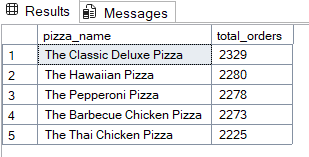 Results Messages
pizza_name total_orders
1 The Classic Deluxe Pizza 2329
2 The Hawaiian Pizza 2280
3 The Pepperoni Pizza 2278
4 The Barbecue Chicken Pizza 2273
5 The Thai Chicken Pizza 2225